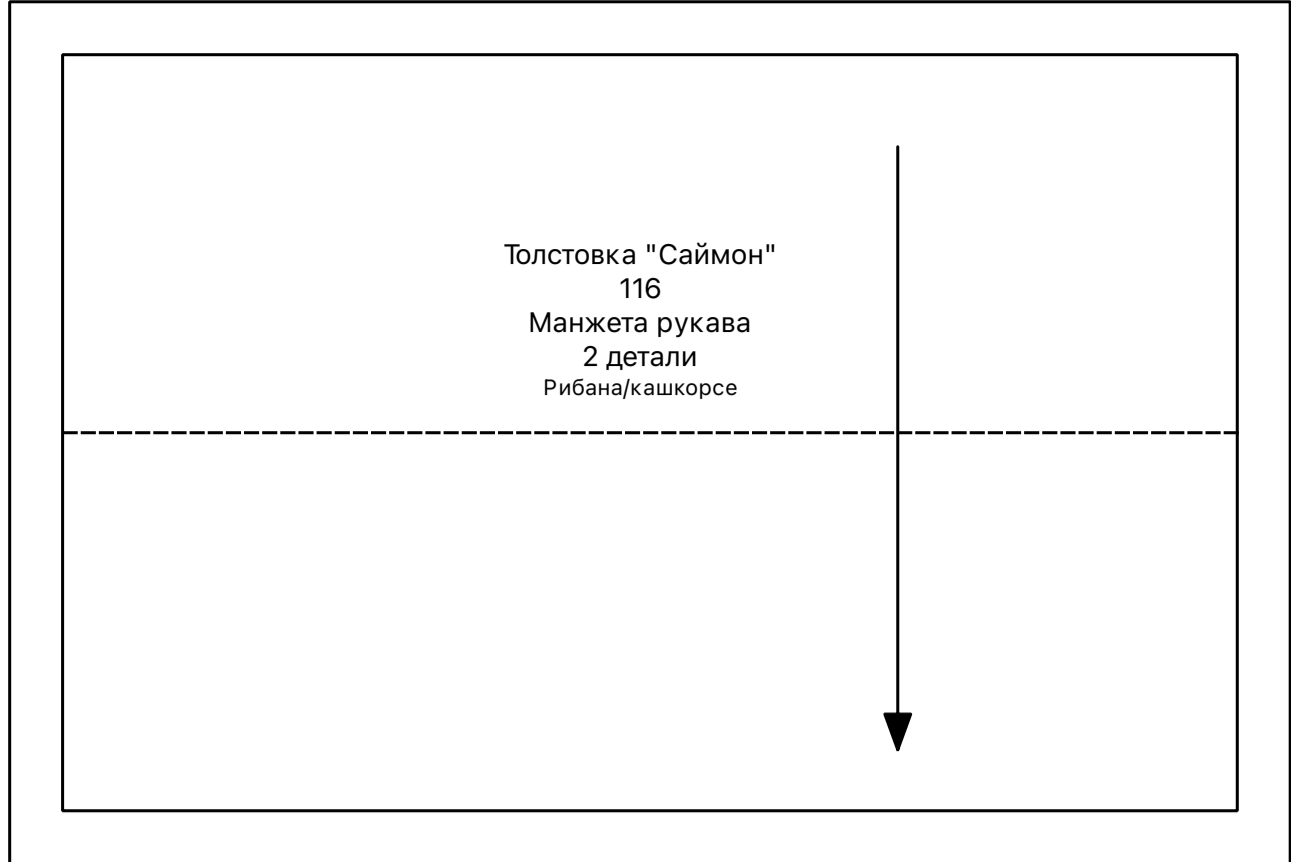 Толстовка "Саймон"
116
Манжета рукава
2 детали
Рибана/кашкорсе